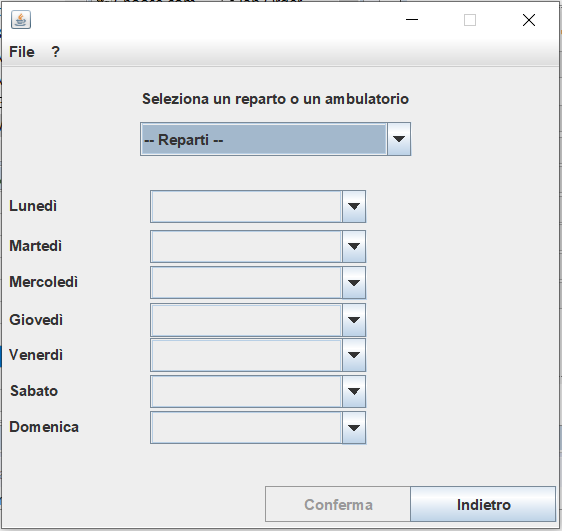 File ?
Seleziona un reparto o un ambulatorio
-- Reparti --
Lunedì
Martedì
Mercoledì
Giovedì
Venerdì
Sabato
Domenica
Conferma Indietro